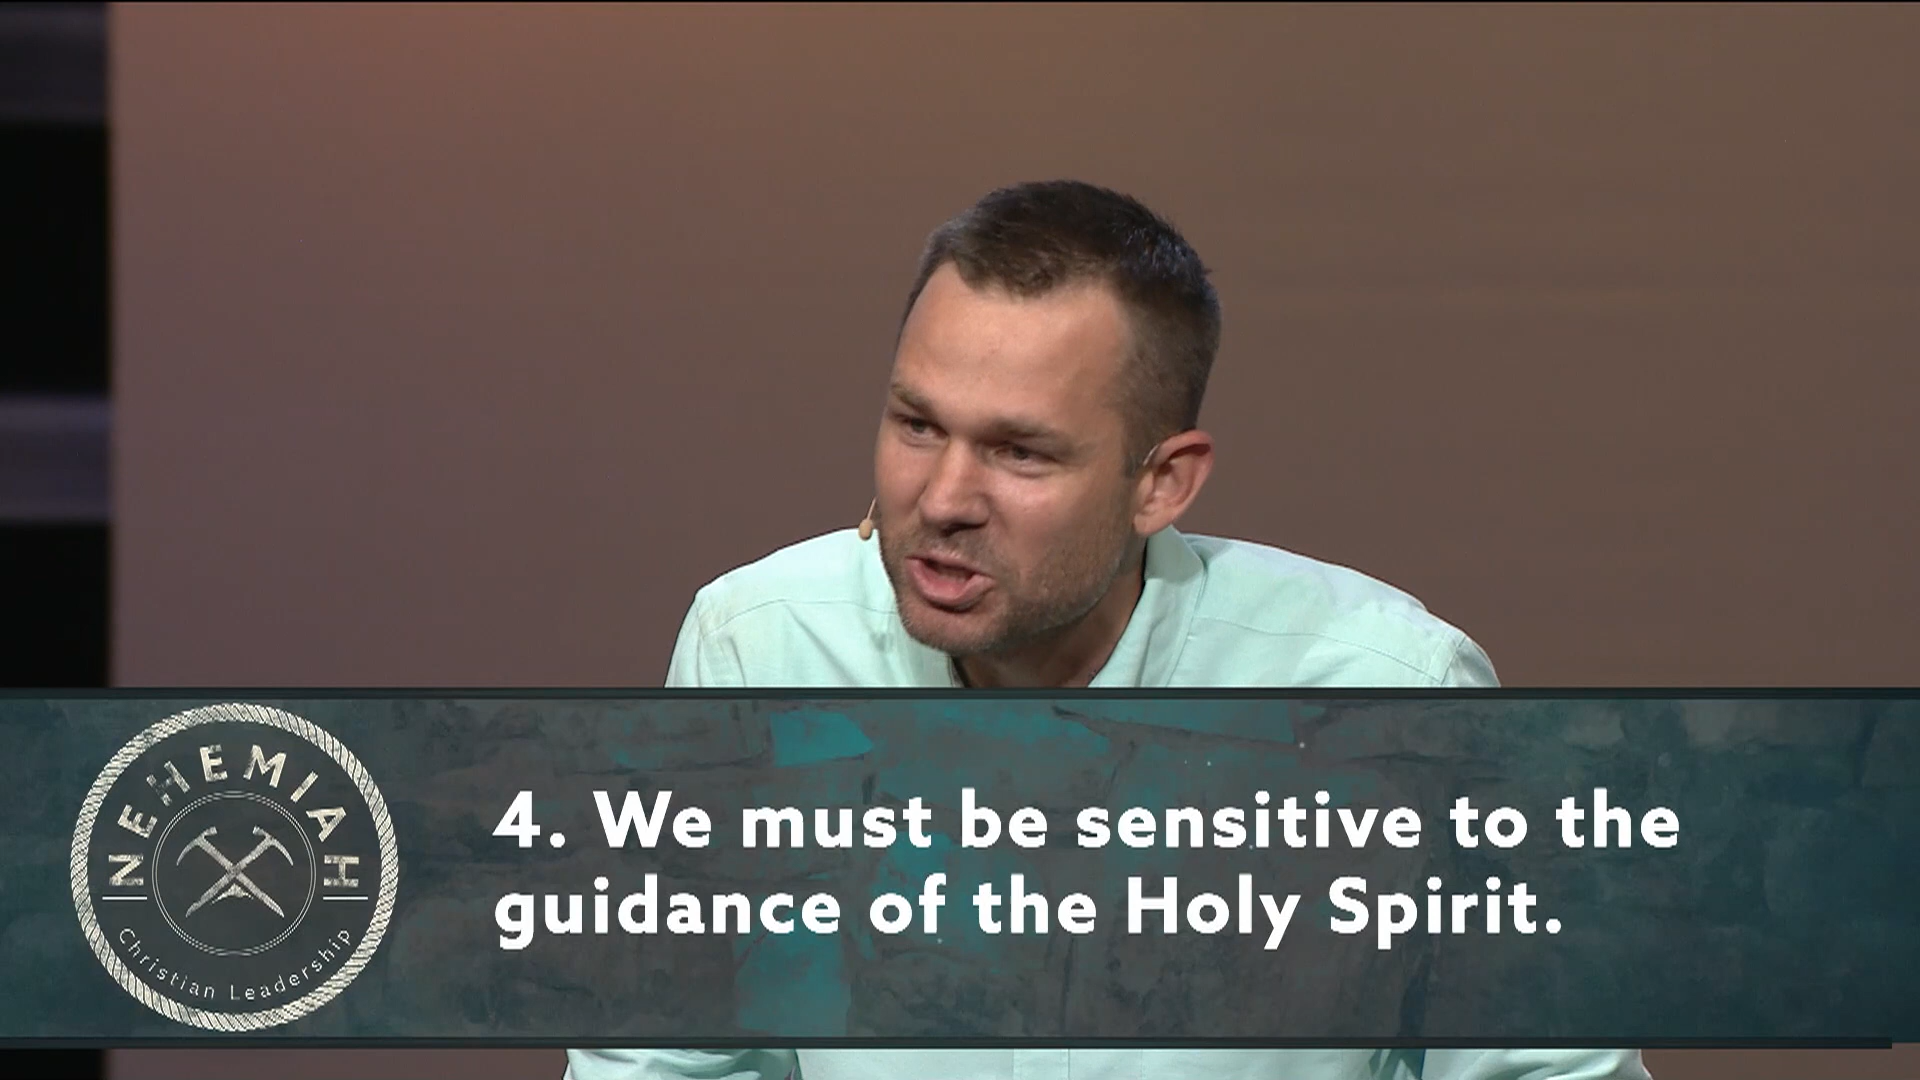 NEHEMIAH
Christian Leadership
4. We must be sensitive to the
guidance of the Holy Spirit.